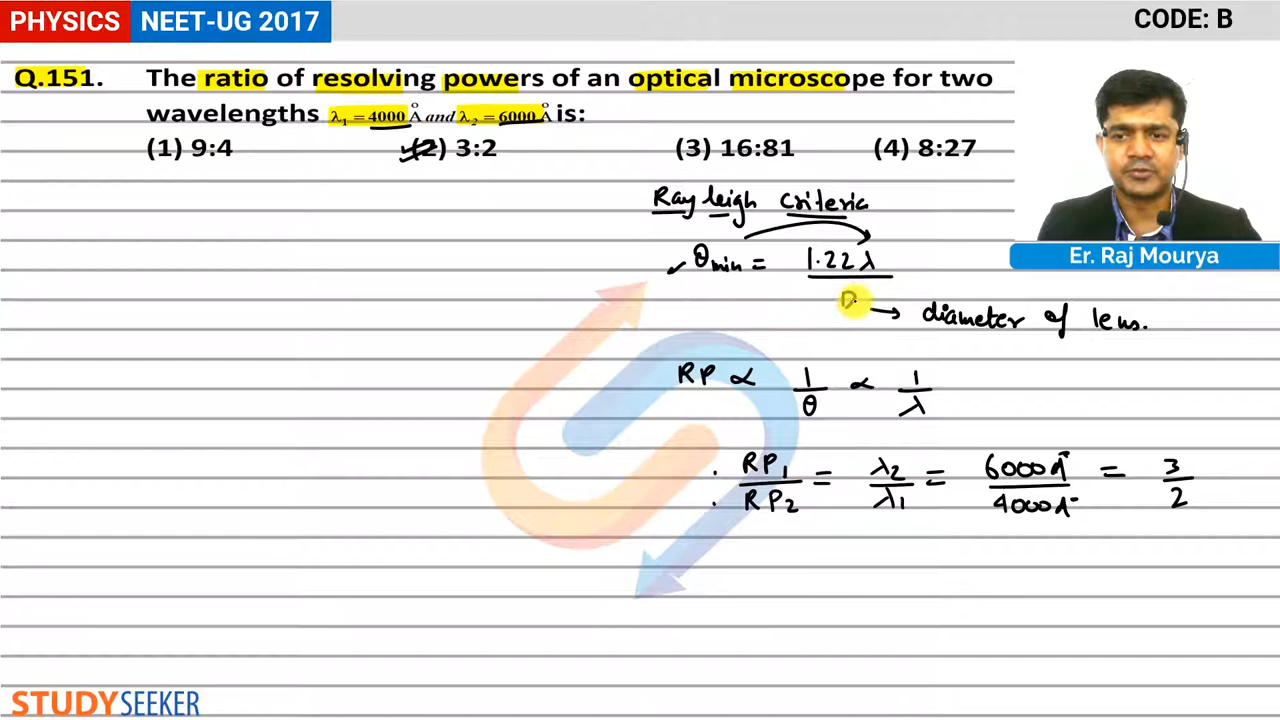 PHYSICS NEET-UG 2017 CODE: B
Q.151. The ratio of resolving powers of an optical microscope for two
wavelengths λ₁ = 4000 Å and λ₂ = 6000 Å is:
(1) 9:4 (2) 3:2 (3) 16:81 (4) 8:27
Rayleigh Criteria
θmin = 1.22λ / D → diameter of lens.
RP ∝ 1/θ ∝ 1/λ
∴ RP₁/RP₂ = λ₂/λ₁ = 6000Å/4000Å = 3/2
Er. Raj Mourya
STUDYSEEKER